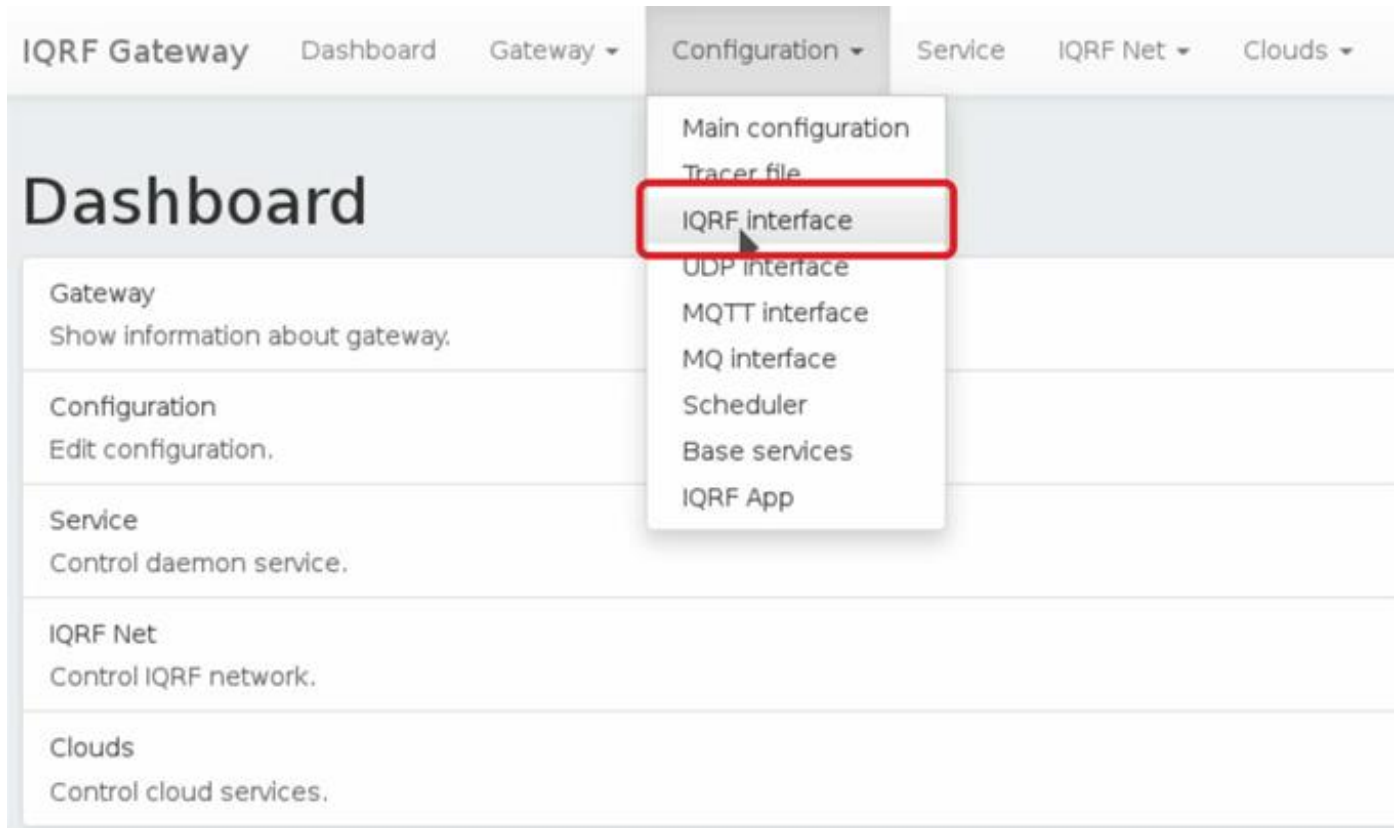 IQRF Gateway Dashboard Gateway Configuration Service IQRF Net Clouds
Main configuration
Tracer file
IQRF interface
UDP interface
MQTT interface
MQ interface
Scheduler
Base services
IQRF App
Dashboard
Gateway
Show information about gateway.
Configuration
Edit configuration.
Service
Control daemon service.
IQRF Net
Control IQRF network.
Clouds
Control cloud services.